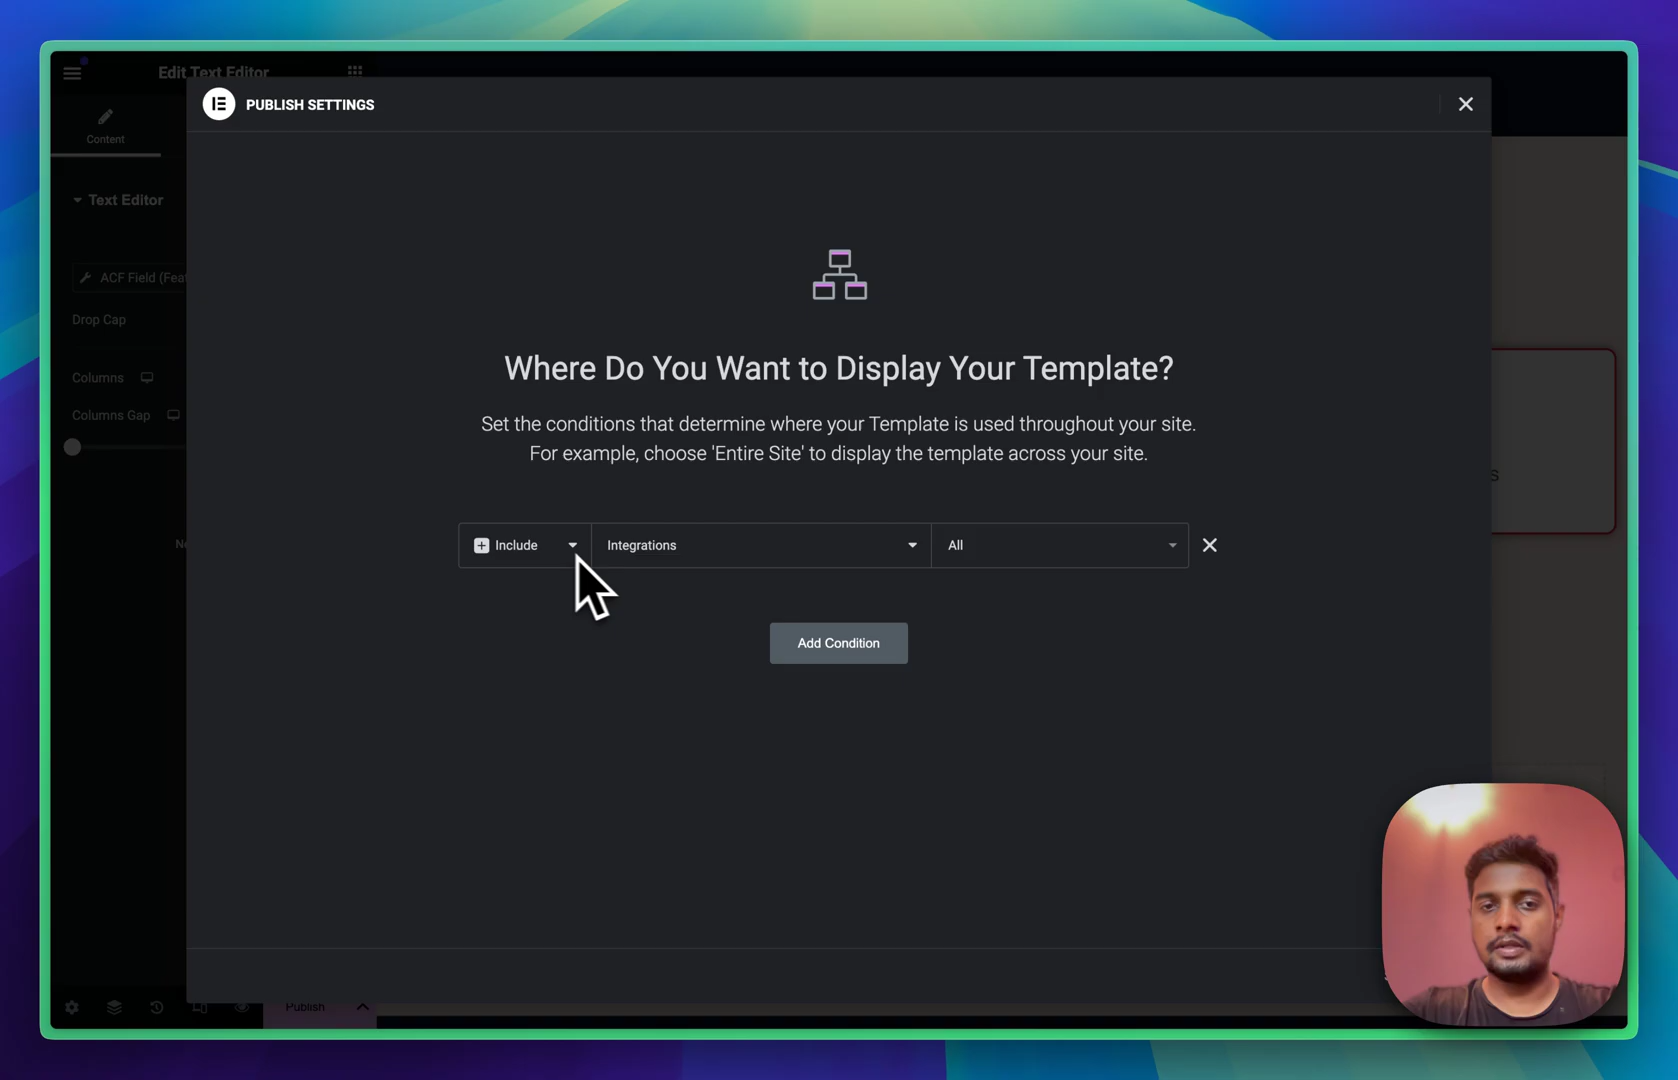 Edit Text Editor
PUBLISH SETTINGS
Content
Text Editor
ACF Field (Feat
Drop Cap
Columns
Columns Gap
Where Do You Want to Display Your Template?
Set the conditions that determine where your Template is used throughout your site.
For example, choose 'Entire Site' to display the template across your site.
Include
Integrations
All
Add Condition
Publish